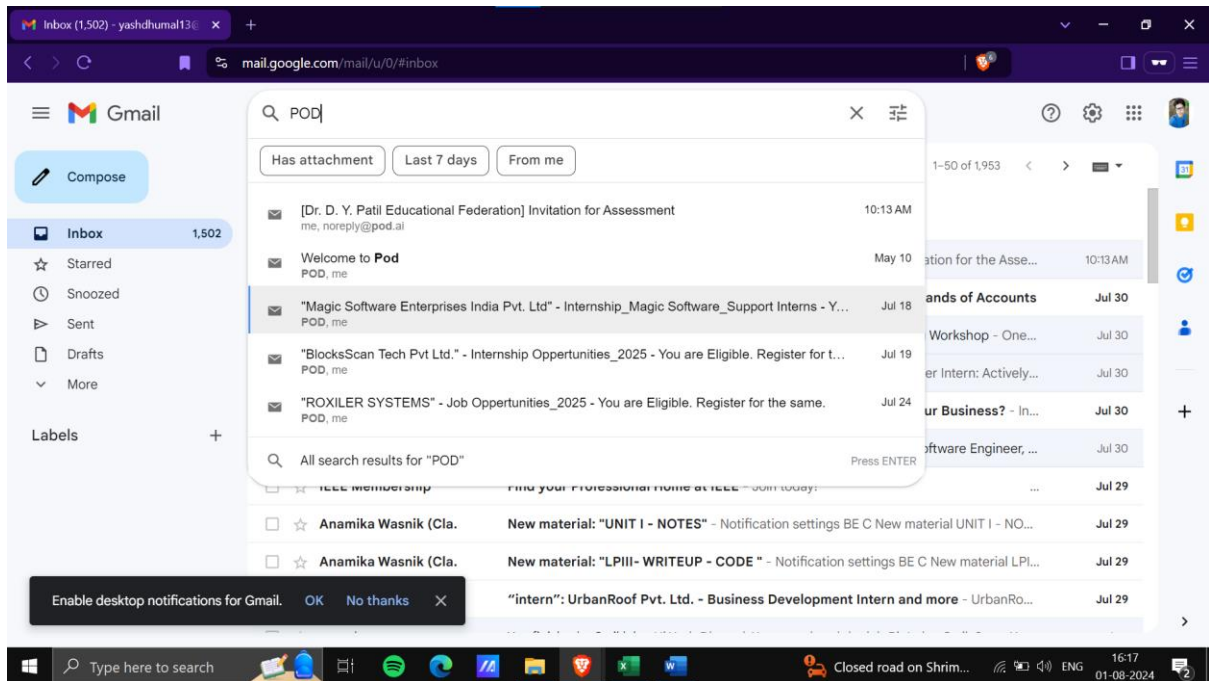 Inbox (1,502) - yashdhumal13@
mail.google.com/mail/u/0/#inbox
Gmail
POD
Has attachment Last 7 days From me
1–50 of 1,953
Compose
[Dr. D. Y. Patil Educational Federation] Invitation for Assessment 10:13 AM
me, noreply@pod.ai
Inbox 1,502
Welcome to Pod May 10
POD, me
ation for the Asse... 10:13 AM
Starred
Snoozed
"Magic Software Enterprises India Pvt. Ltd" - Internship_Magic Software_Support Interns - Y... Jul 18
POD, me
ands of Accounts Jul 30
Sent
Workshop - One... Jul 30
Drafts
"BlocksScan Tech Pvt Ltd." - Internship Oppertunities_2025 - You are Eligible. Register for t... Jul 19
POD, me
er Intern: Actively... Jul 30
More
"ROXILER SYSTEMS" - Job Oppertunities_2025 - You are Eligible. Register for the same. Jul 24
POD, me
ur Business? - In... Jul 30
Labels
All search results for "POD" Press ENTER
oftware Engineer, ... Jul 30
IEEE Membership Find your Professional Home at IEEE - Join today! ... Jul 29
Anamika Wasnik (Cla. New material: "UNIT I - NOTES" - Notification settings BE C New material UNIT I - NO... Jul 29
Anamika Wasnik (Cla. New material: "LPIII- WRITEUP - CODE " - Notification settings BE C New material LPI... Jul 29
Enable desktop notifications for Gmail. OK No thanks
“intern”: UrbanRoof Pvt. Ltd. - Business Development Intern and more - UrbanRo... Jul 29
Type here to search
Closed road on Shrim... ENG 16:17
01-08-2024